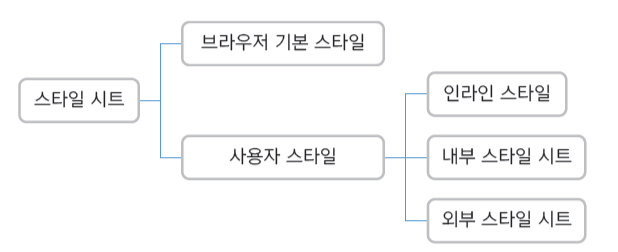 스타일 시트
브라우저 기본 스타일
사용자 스타일
인라인 스타일
내부 스타일 시트
외부 스타일 시트